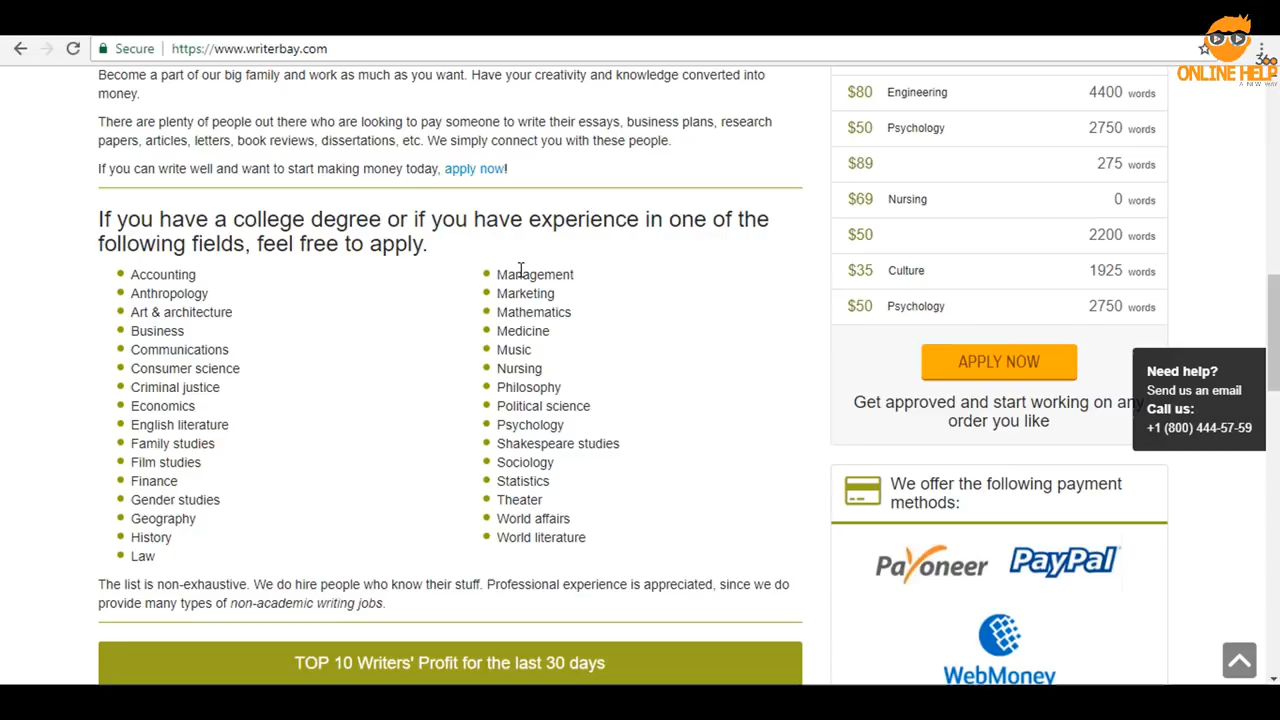 Secure
https://www.writerbay.com
360
ONLINE HELP
A NEW WAY
Become a part of our big family and work as much as you want. Have your creativity and knowledge converted into
money.
There are plenty of people out there who are looking to pay someone to write their essays, business plans, research
papers, articles, letters, book reviews, dissertations, etc. We simply connect you with these people.
If you can write well and want to start making money today, apply now!
If you have a college degree or if you have experience in one of the
following fields, feel free to apply.
Accounting
Anthropology
Art & architecture
Business
Communications
Consumer science
Criminal justice
Economics
English literature
Family studies
Film studies
Finance
Gender studies
Geography
History
Law
Management
Marketing
Mathematics
Medicine
Music
Nursing
Philosophy
Political science
Psychology
Shakespeare studies
Sociology
Statistics
Theater
World affairs
World literature
The list is non-exhaustive. We do hire people who know their stuff. Professional experience is appreciated, since we do
provide many types of non-academic writing jobs.
TOP 10 Writers' Profit for the last 30 days
$80 Engineering 4400 words
$50 Psychology 2750 words
$89 275 words
$69 Nursing 0 words
$50 2200 words
$35 Culture 1925 words
$50 Psychology 2750 words
APPLY NOW
Get approved and start working on any
order you like
Need help?
Send us an email
Call us:
+1 (800) 444-57-59
We offer the following payment
methods:
Payoneer
PayPal
WebMoney